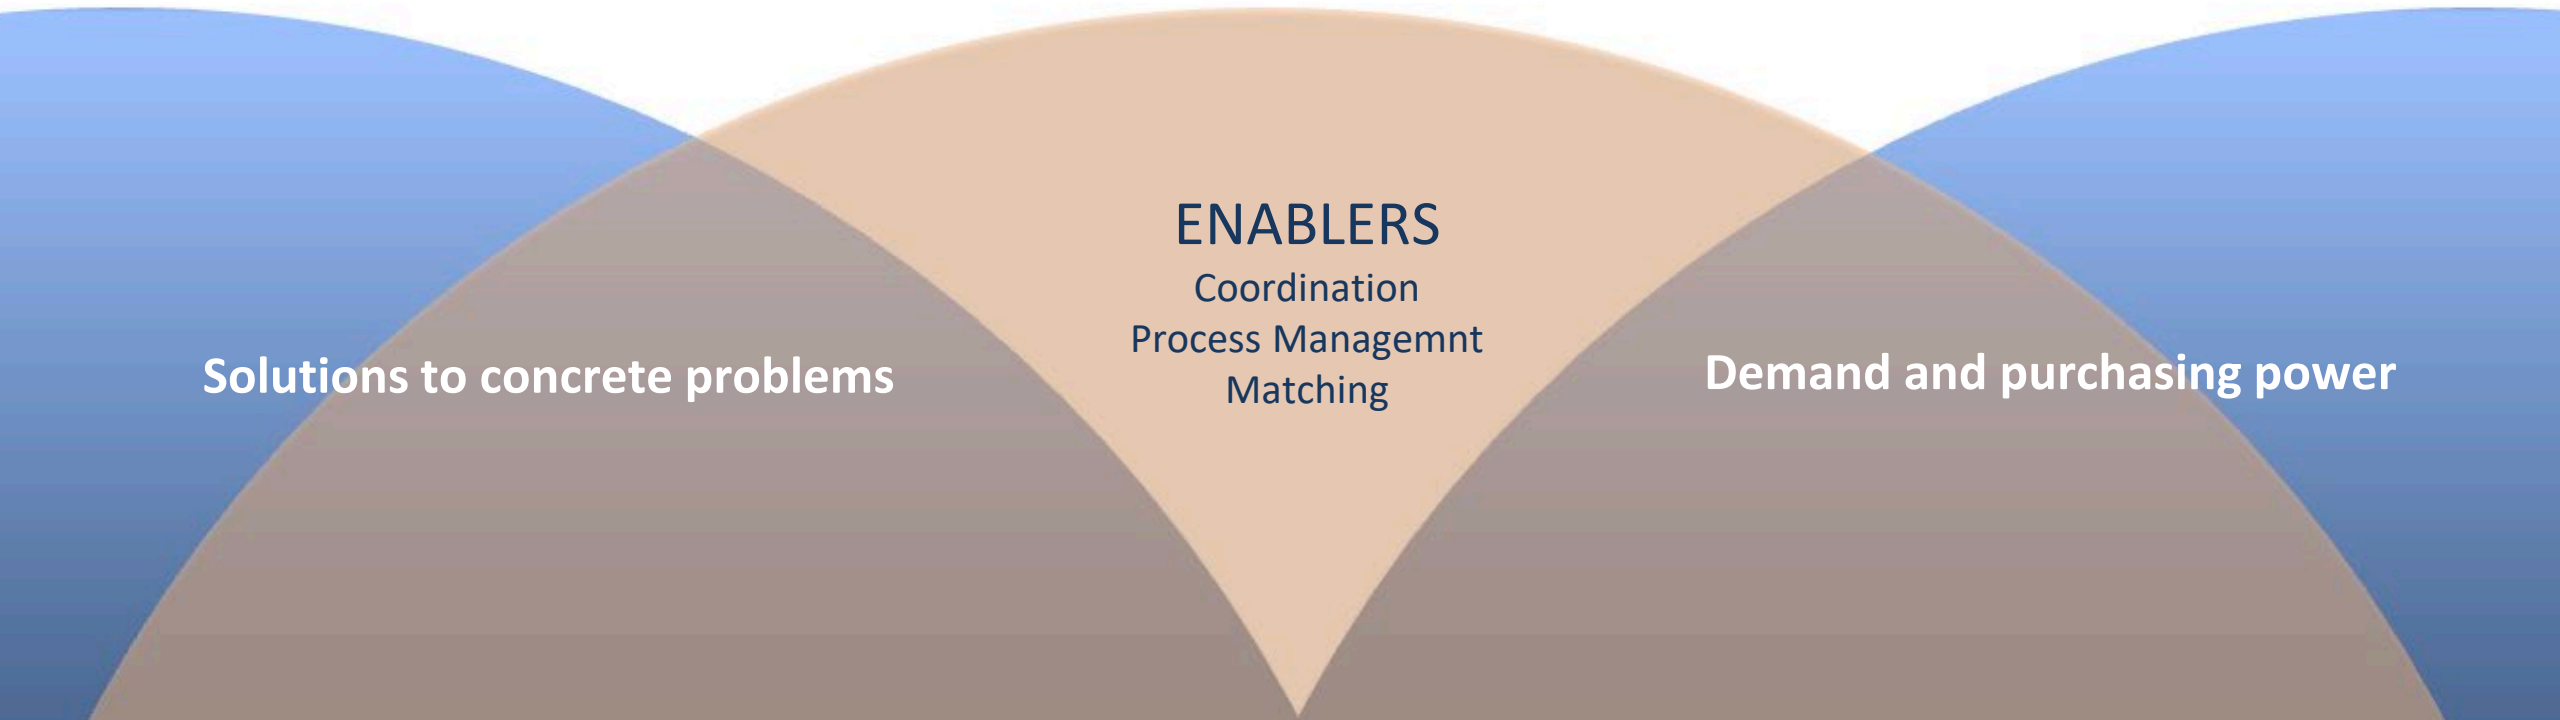 ENABLERS
Coordination
Process Managemnt
Matching
Solutions to concrete problems
Demand and purchasing power